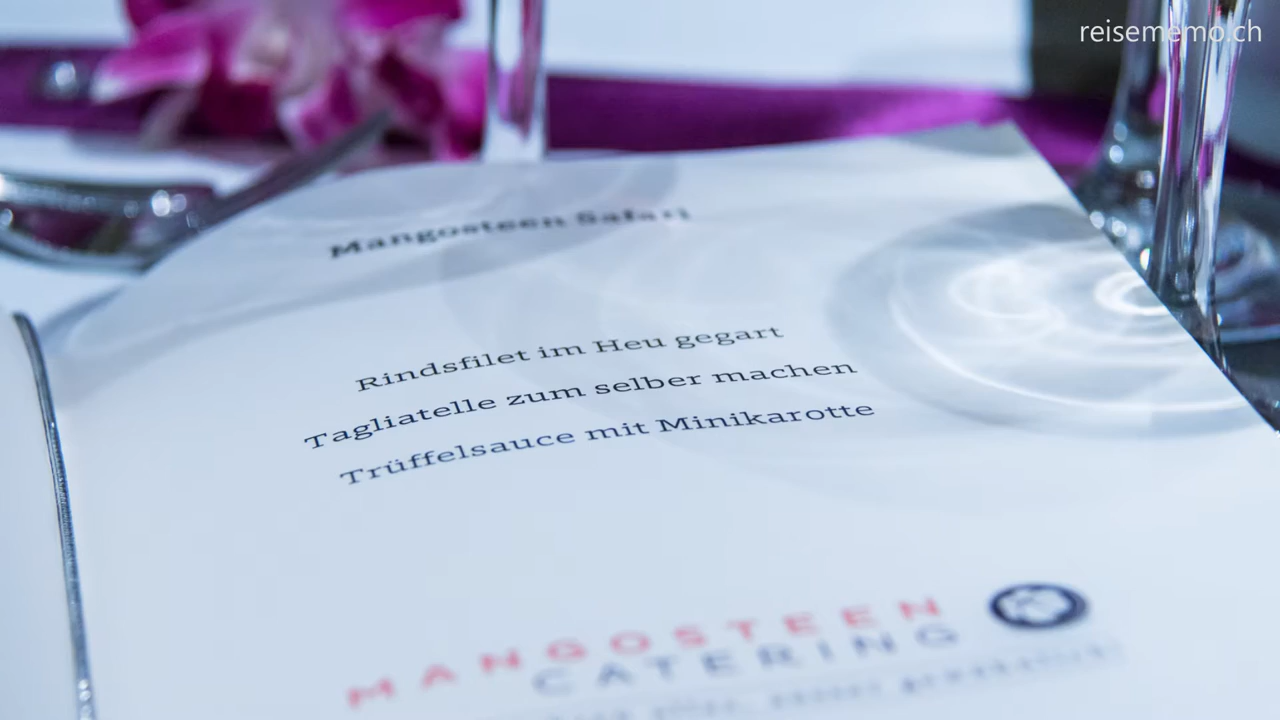 reisememo.ch
Mangosteen Safari
Rindsfilet im Heu gegart
Tagliatelle zum selber machen
Trüffelsauce mit Minikarotte
MANGOSTEEN
CATERING